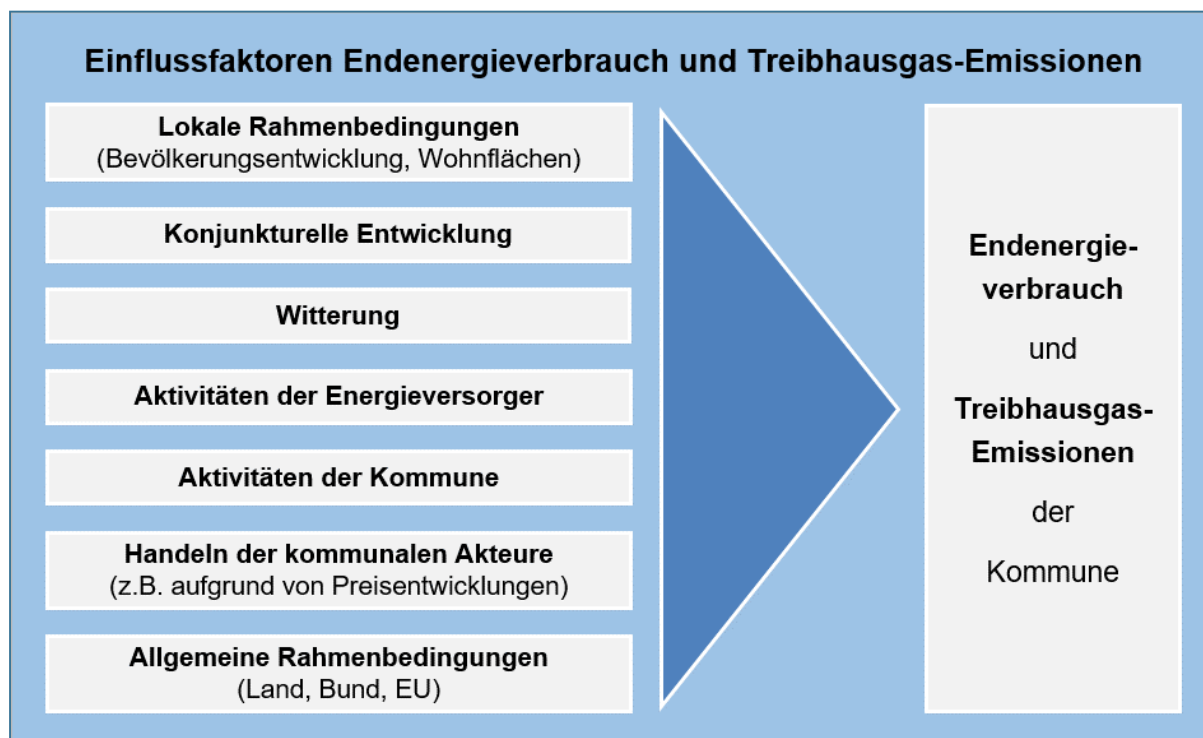 Einflussfaktoren Endenergieverbrauch und Treibhausgas-Emissionen
Lokale Rahmenbedingungen
(Bevölkerungsentwicklung, Wohnflächen)
Konjunkturelle Entwicklung
Witterung
Aktivitäten der Energieversorger
Aktivitäten der Kommune
Handeln der kommunalen Akteure
(z.B. aufgrund von Preisentwicklungen)
Allgemeine Rahmenbedingungen
(Land, Bund, EU)
Endenergie-
verbrauch
und
Treibhausgas-
Emissionen
der
Kommune